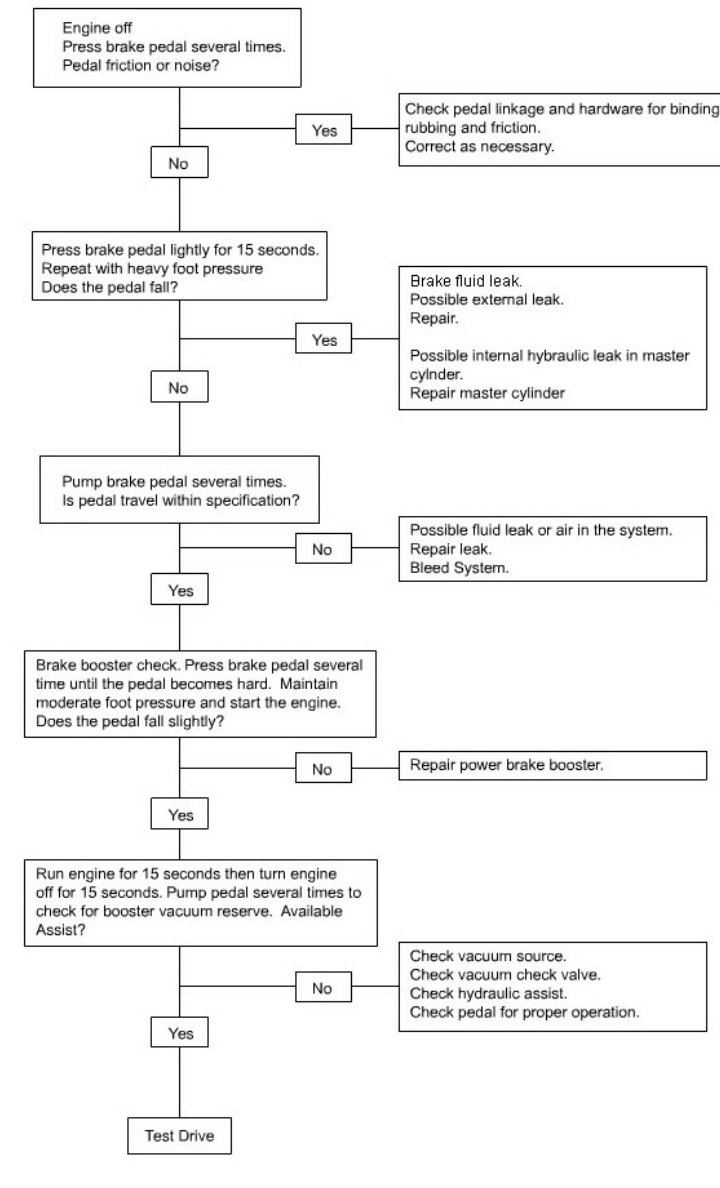 Engine off
Press brake pedal several times.
Pedal friction or noise?
Yes
Check pedal linkage and hardware for binding
rubbing and friction.
Correct as necessary.
No
Press brake pedal lightly for 15 seconds.
Repeat with heavy foot pressure
Does the pedal fall?
Yes
Brake fluid leak.
Possible external leak.
Repair.
Possible internal hybraulic leak in master
cylnder.
Repair master cylinder
No
Pump brake pedal several times.
Is pedal travel within specification?
No
Possible fluid leak or air in the system.
Repair leak.
Bleed System.
Yes
Brake booster check. Press brake pedal several
time until the pedal becomes hard.  Maintain
moderate foot pressure and start the engine.
Does the pedal fall slightly?
No
Repair power brake booster.
Yes
Run engine for 15 seconds then turn engine
off for 15 seconds. Pump pedal several times to
check for booster vacuum reserve.  Available
Assist?
No
Check vacuum source.
Check vacuum check valve.
Check hydraulic assist.
Check pedal for proper operation.
Yes
Test Drive